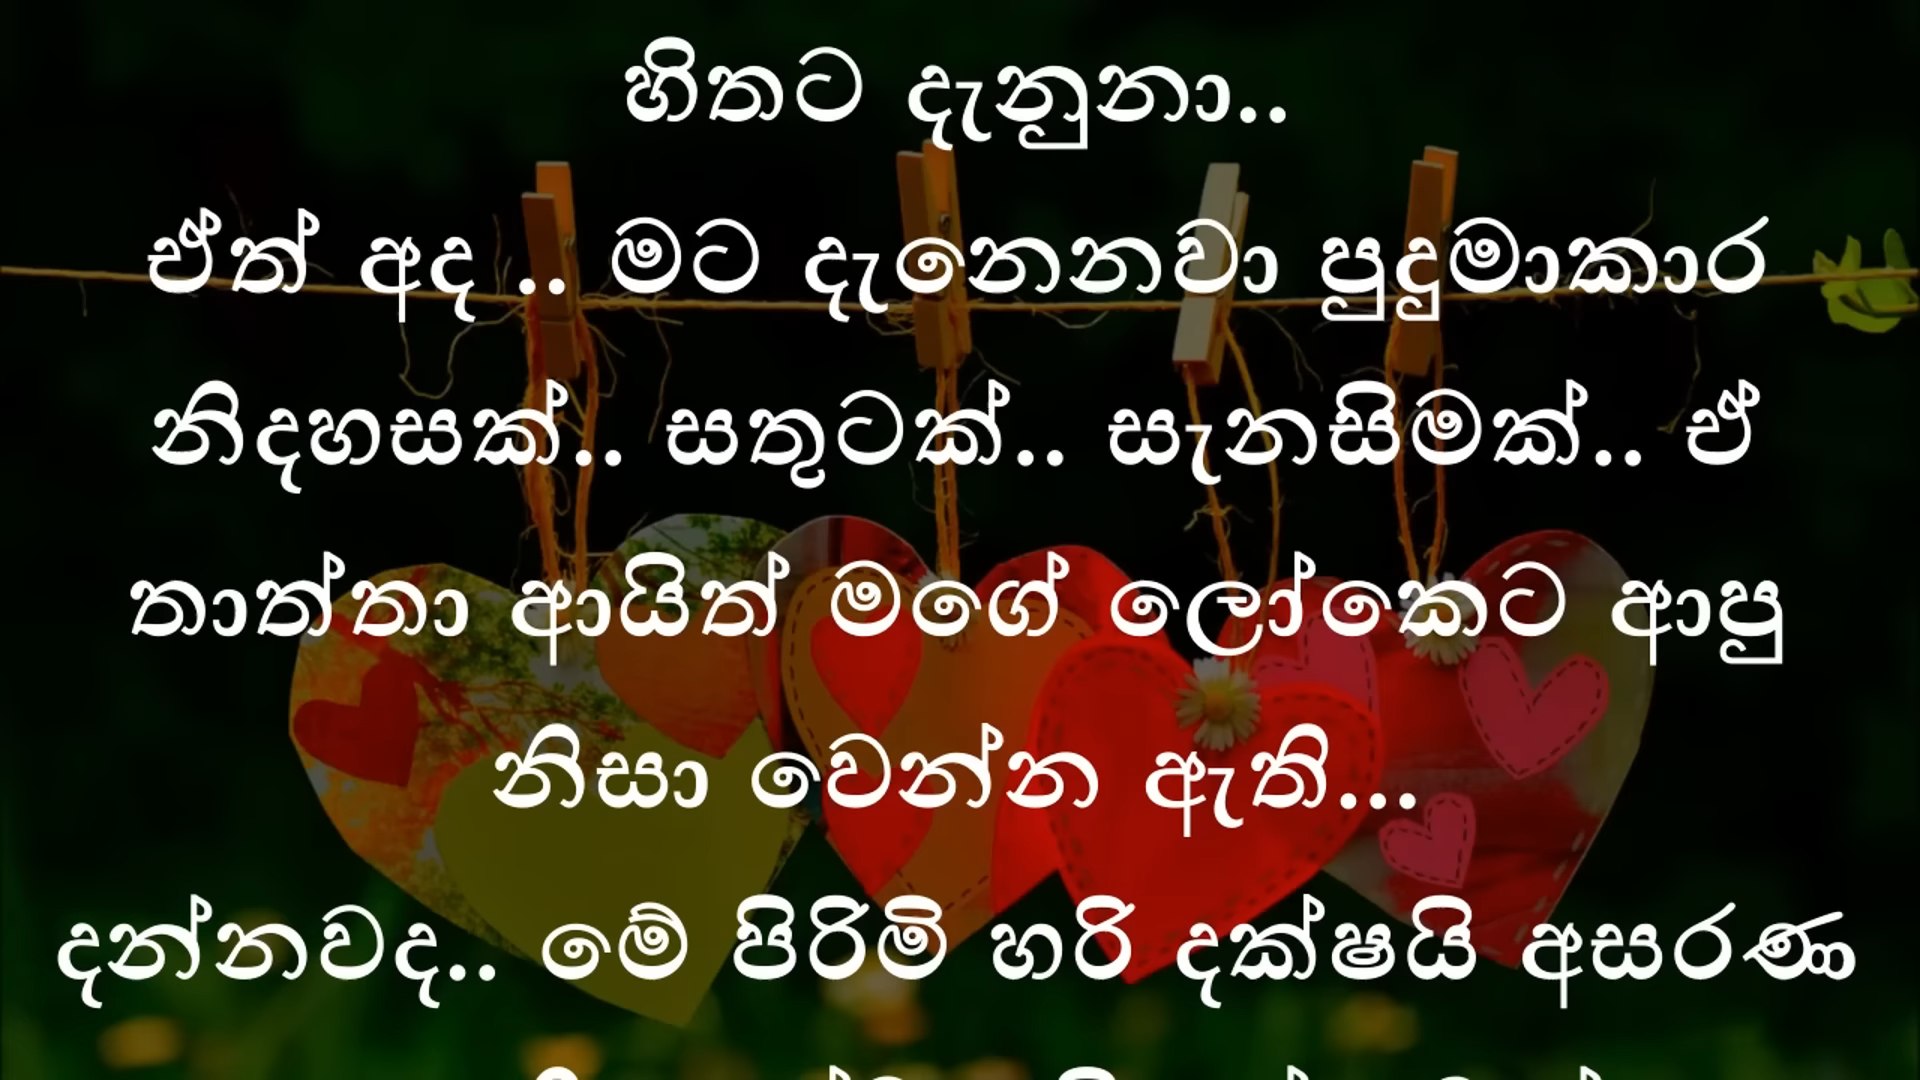 හිතට දැනුනා..
ඒත් අද .. මට දැනෙනවා පුදුමාකාර
නිදහසක්.. සතුටක්.. සැනසිමක්.. ඒ
තාත්තා ආයිත් මගේ ලෝකෙට ආපු
නිසා වෙන්න ඇති...
දන්නවද.. මේ පිරිමි හරි දක්ෂයි අසරණ